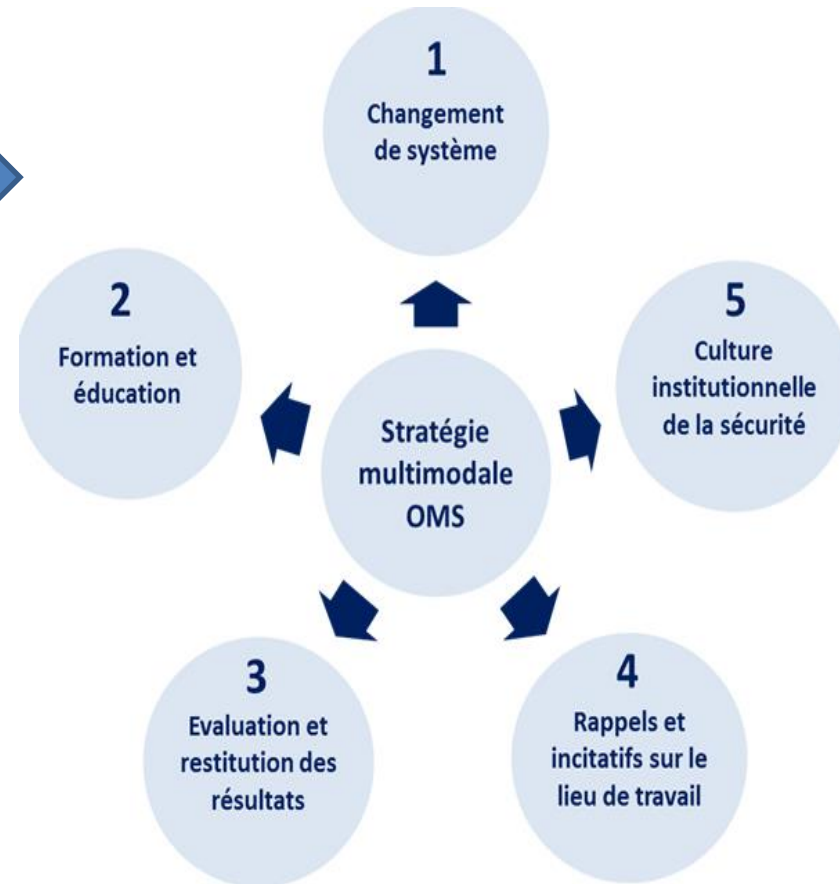 1
Changement
de système
2
Formation et
éducation
5
Culture
institutionnelle
de la sécurité
Stratégie
multimodale
OMS
3
Evaluation et
restitution des
résultats
4
Rappels et
incitatifs sur le
lieu de travail